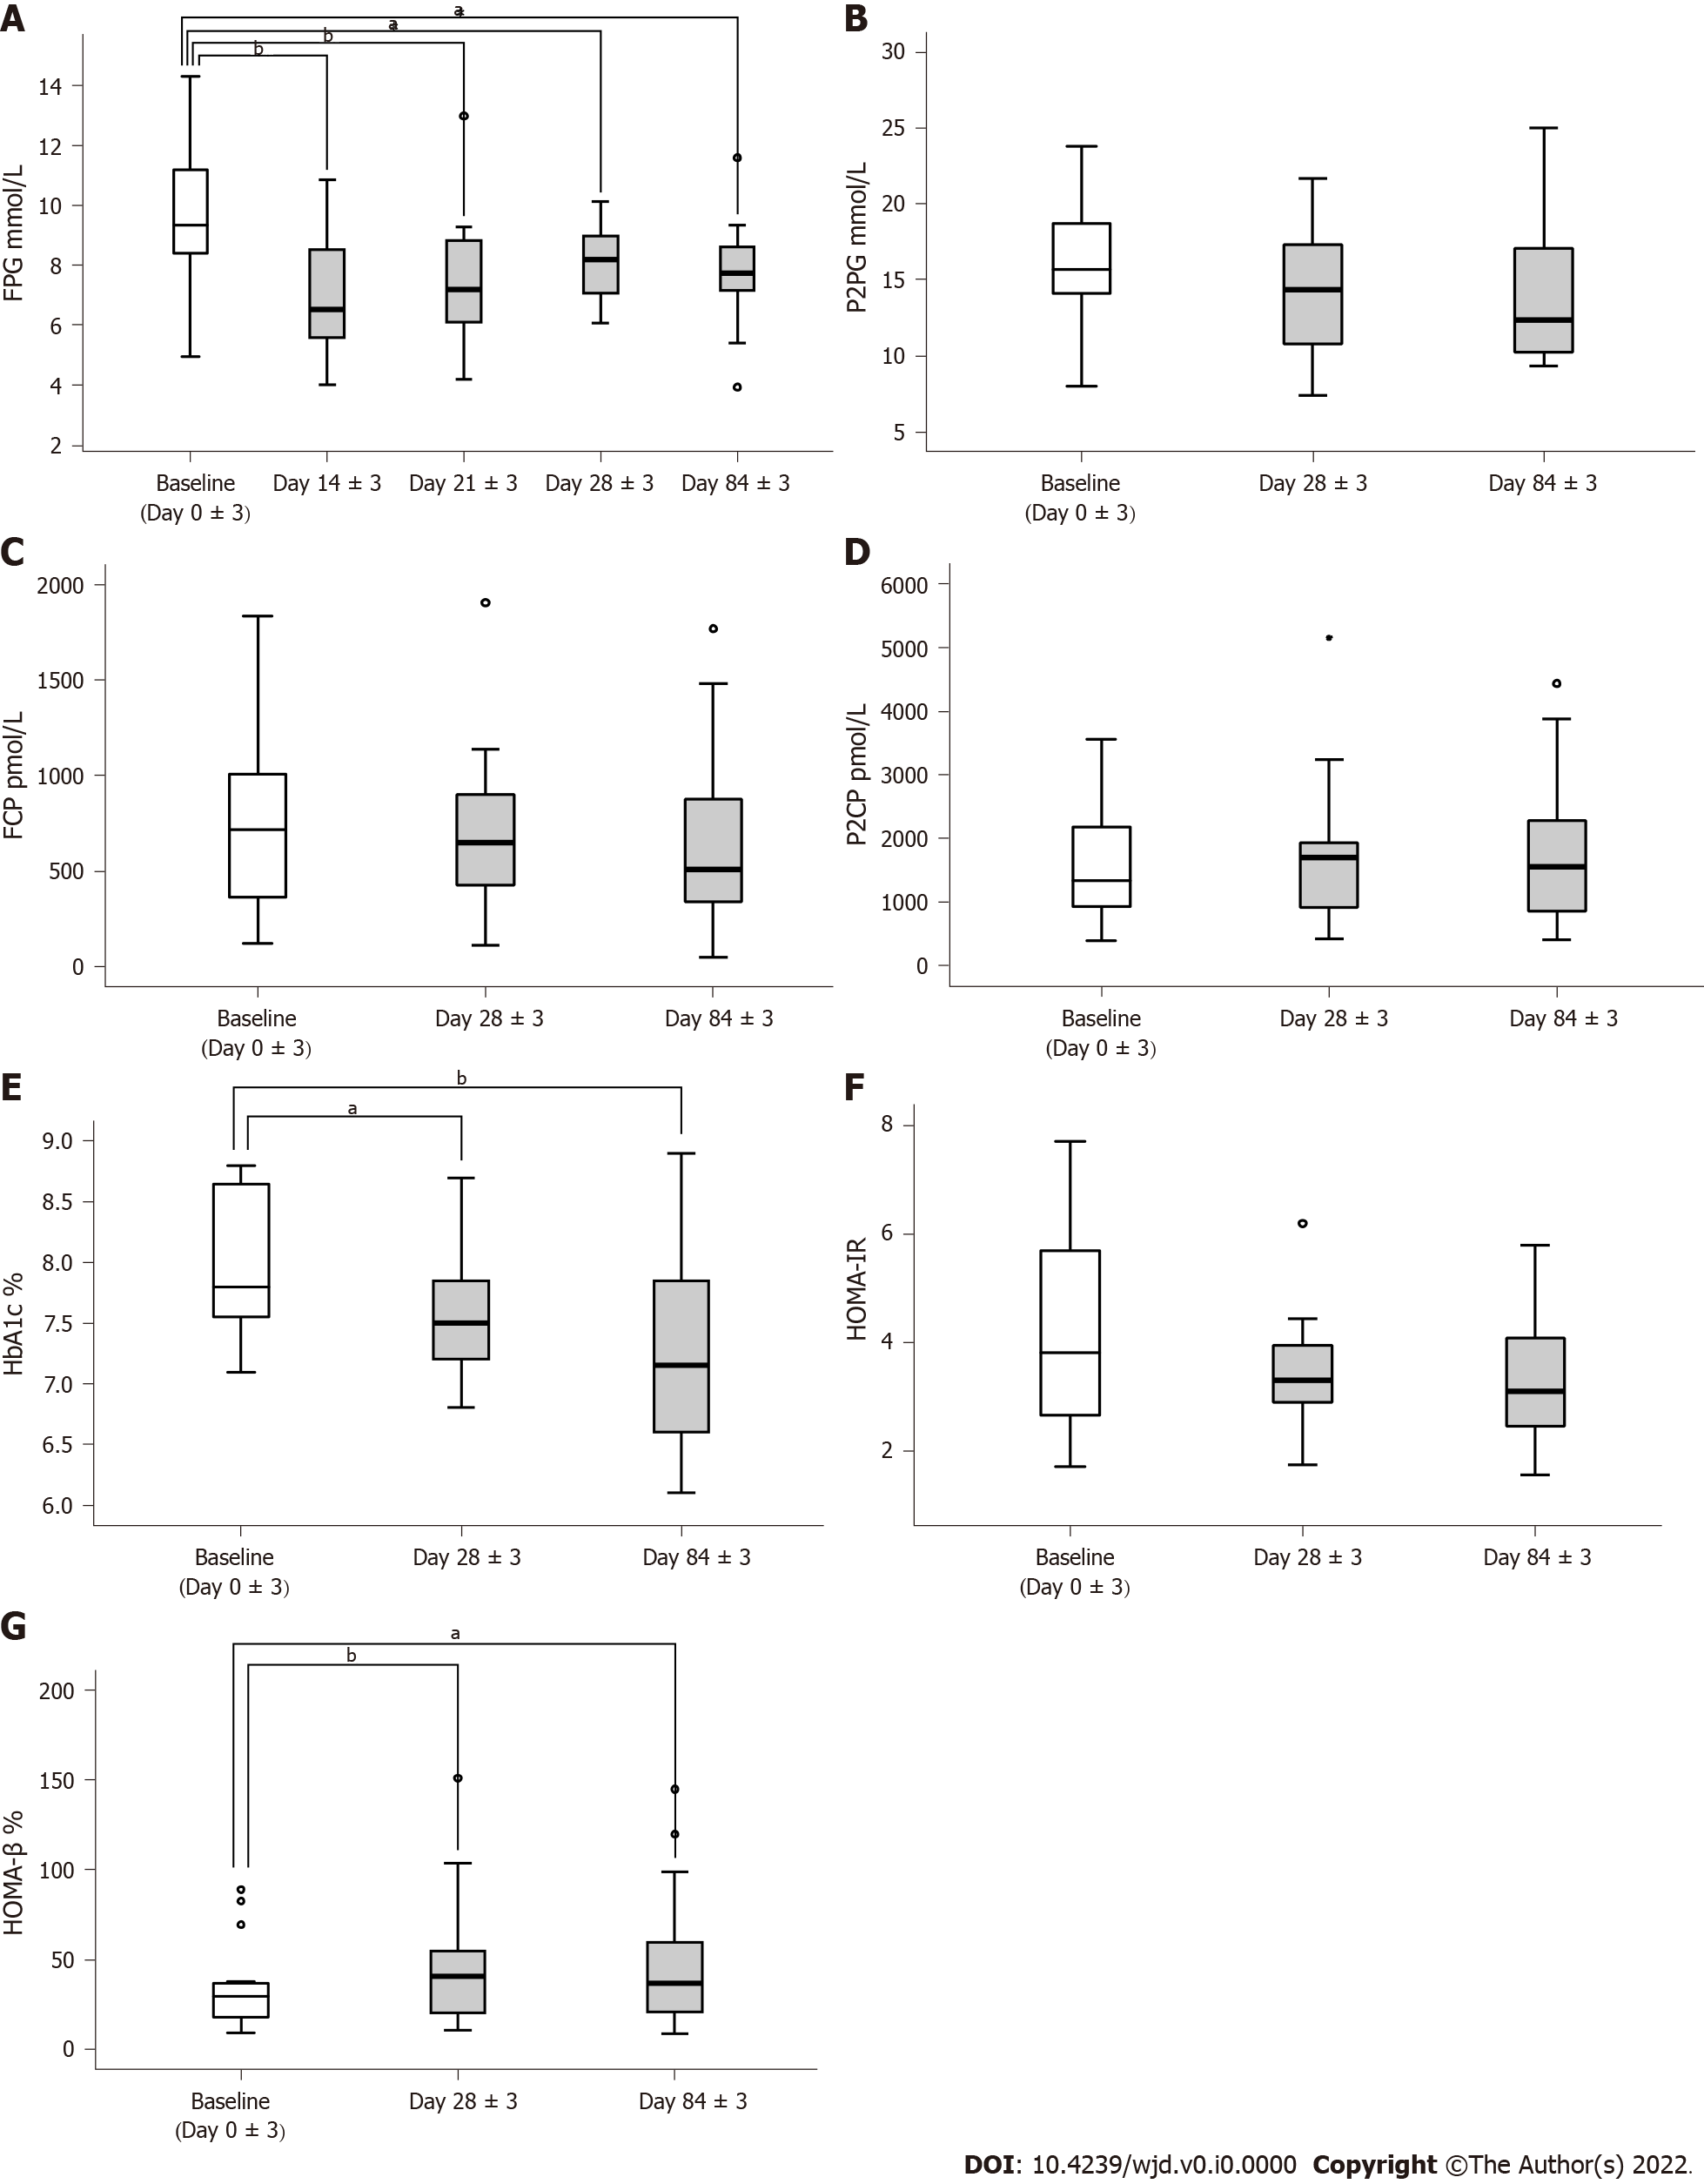 A
a
a
b
b
FPG mmol/L
14
12
10
8
6
4
2
Baseline Day 14 ± 3 Day 21 ± 3 Day 28 ± 3 Day 84 ± 3
(Day 0 ± 3)
B
P2PG mmol/L
30
25
20
15
10
5
Baseline Day 28 ± 3 Day 84 ± 3
(Day 0 ± 3)
C
FCP pmol/L
2000
1500
1000
500
0
Baseline Day 28 ± 3 Day 84 ± 3
(Day 0 ± 3)
D
P2CP pmol/L
6000
5000
4000
3000
2000
1000
0
Baseline Day 28 ± 3 Day 84 ± 3
(Day 0 ± 3)
E
b
a
HbA1c %
9.0
8.5
8.0
7.5
7.0
6.5
6.0
Baseline Day 28 ± 3 Day 84 ± 3
(Day 0 ± 3)
F
HOMA-IR
8
6
4
2
Baseline Day 28 ± 3 Day 84 ± 3
(Day 0 ± 3)
G
a
b
HOMA-β %
200
150
100
50
0
Baseline Day 28 ± 3 Day 84 ± 3
(Day 0 ± 3)
DOI: 10.4239/wjd.v0.i0.0000 Copyright ©The Author(s) 2022.